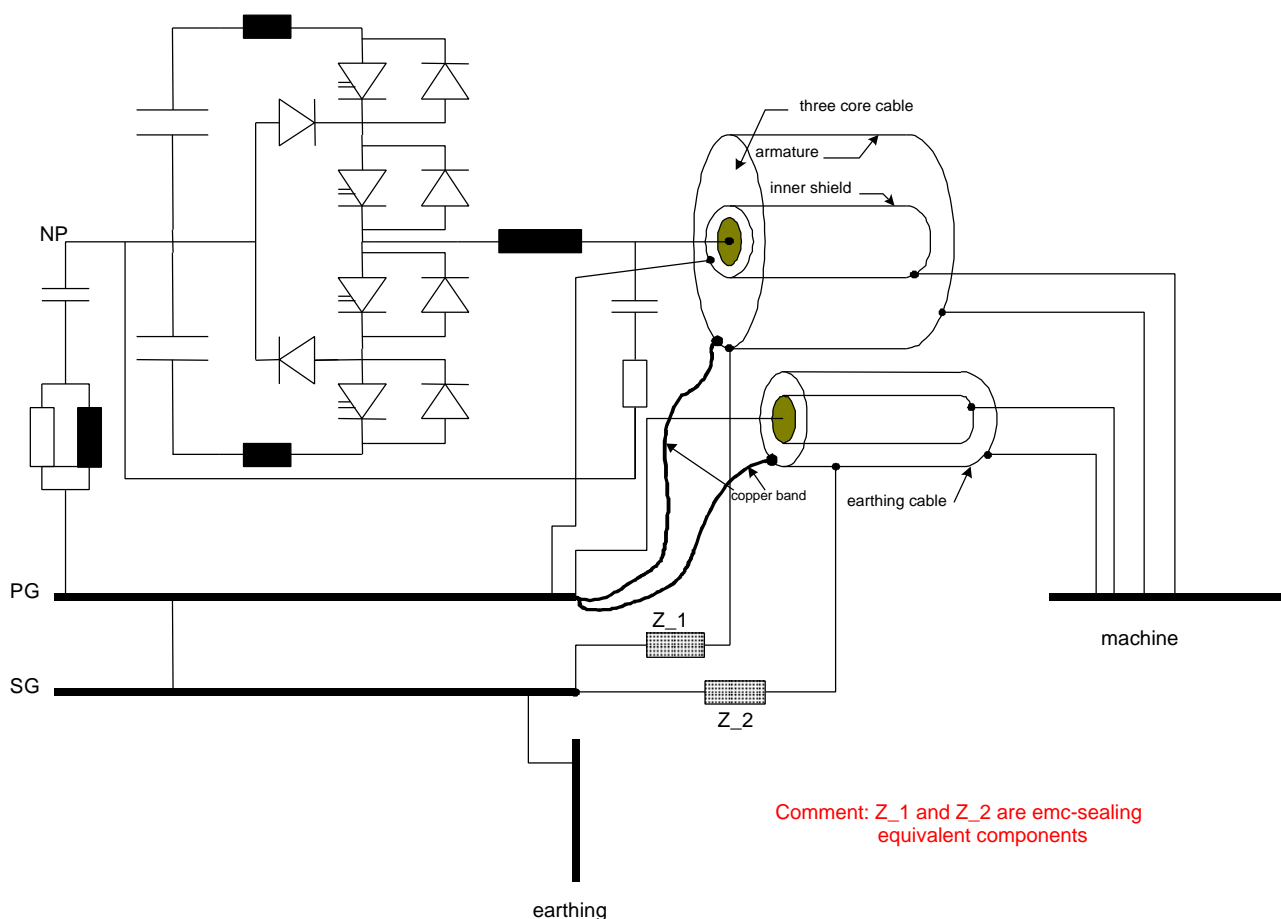 three core cable
armature
inner shield
NP
copper band
earthing cable
PG
Z_1
machine
SG
Z_2
Comment: Z_1 and Z_2 are emc-sealing
equivalent components
earthing